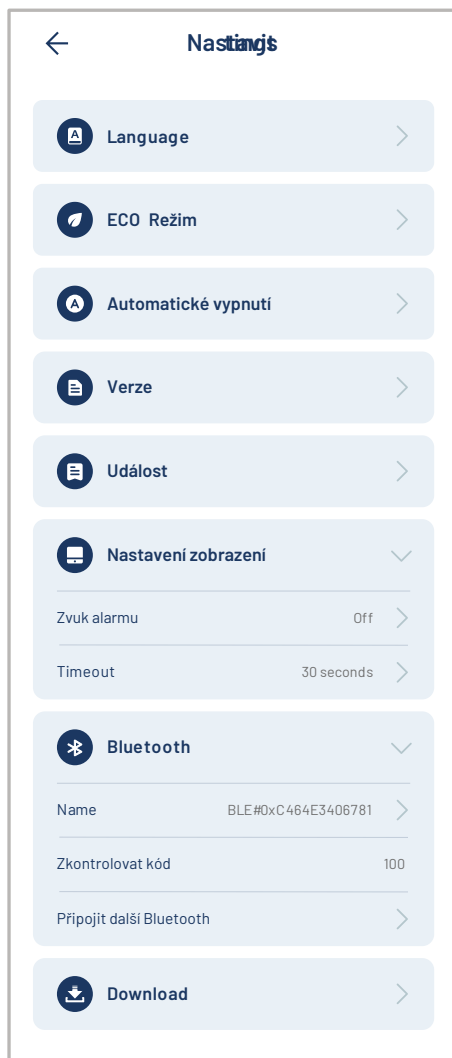 Language
ECO Režim
Automatické vypnutí
Verze
Událost
Nastavení zobrazení
Zvuk alarmu Off
Timeout 30 seconds
Bluetooth
Name BLE#0xC464E3406781
Zkontrolovat kód 100
Připojit další Bluetooth
Download